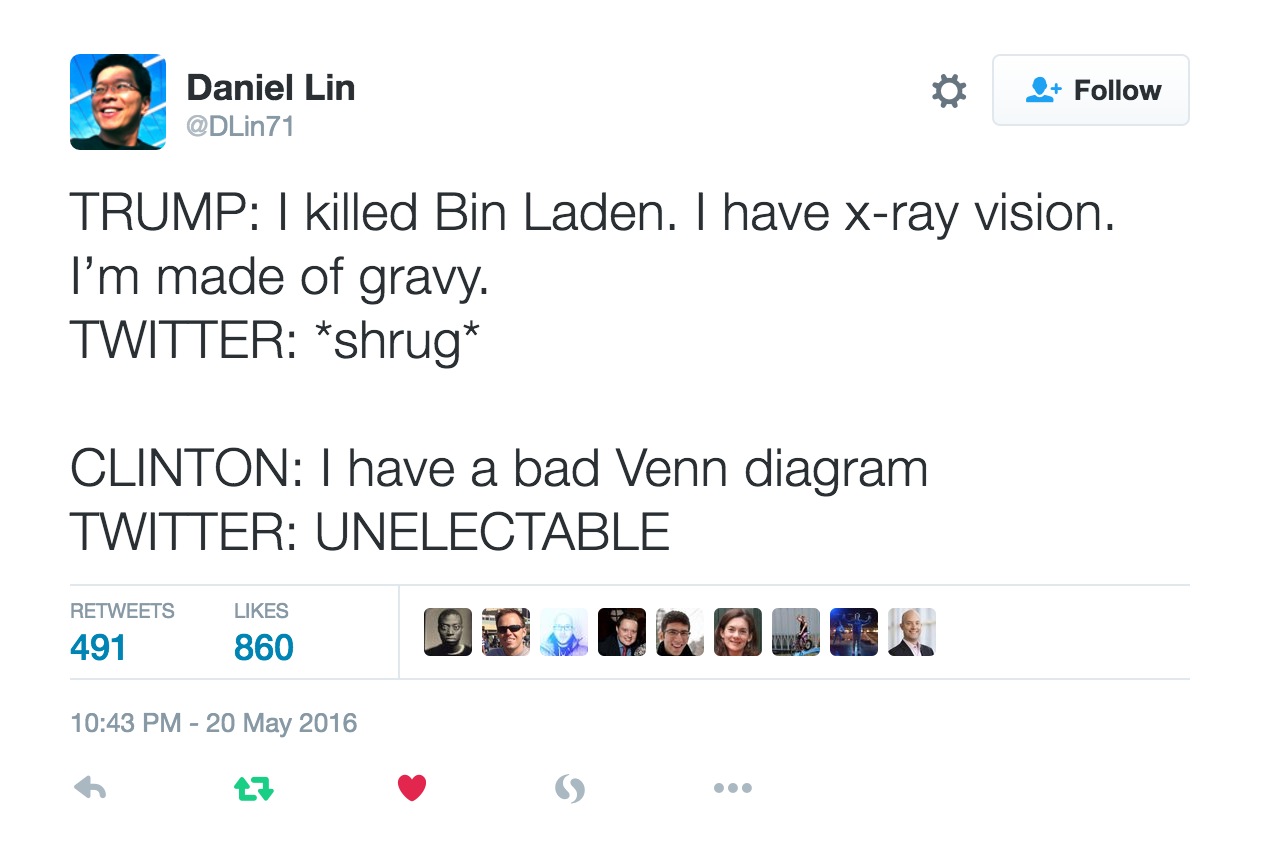 Daniel Lin
@DLin71
Follow
TRUMP: I killed Bin Laden. I have x-ray vision.
I’m made of gravy.
TWITTER: *shrug*
CLINTON: I have a bad Venn diagram
TWITTER: UNELECTABLE
RETWEETS
491
LIKES
860
10:43 PM - 20 May 2016